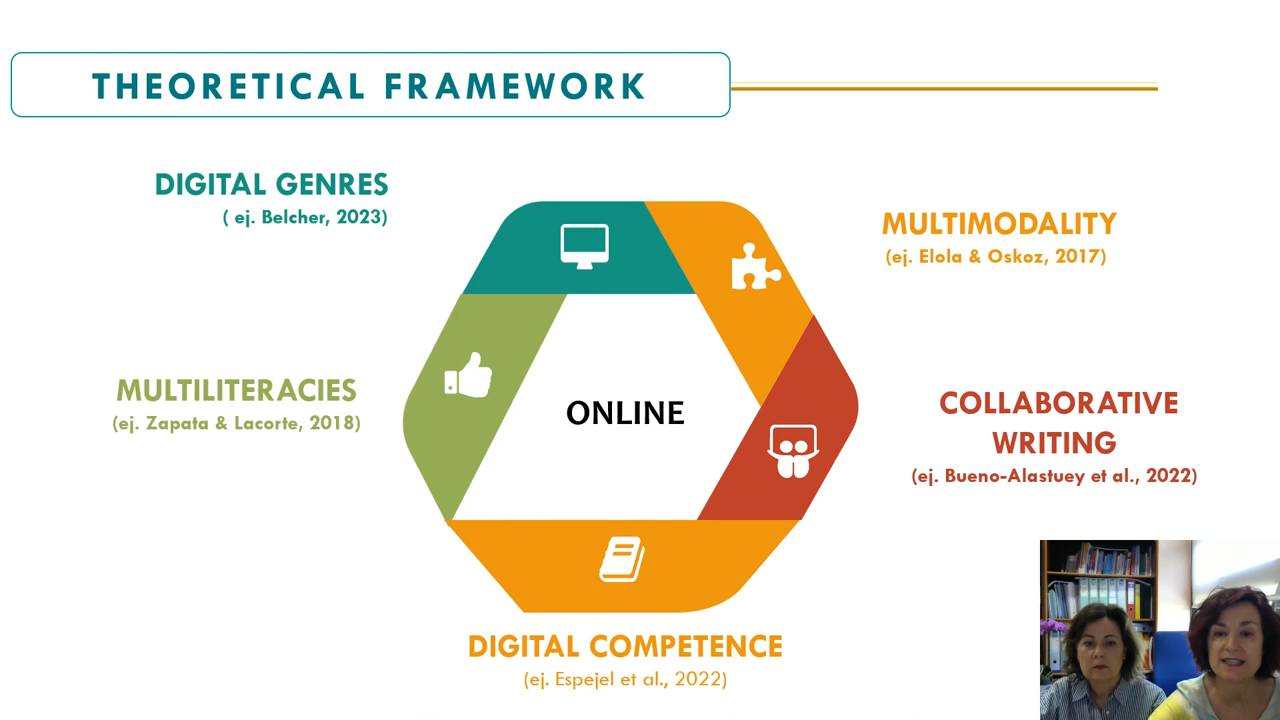 THEORETICAL FRAMEWORK
DIGITAL GENRES
( ej. Belcher, 2023)
MULTIMODALITY
(ej. Elola & Oskoz, 2017)
MULTILITERACIES
(ej. Zapata & Lacorte, 2018)
ONLINE
COLLABORATIVE
WRITING
(ej. Bueno-Alastuey et al., 2022)
DIGITAL COMPETENCE
(ej. Espejel et al., 2022)